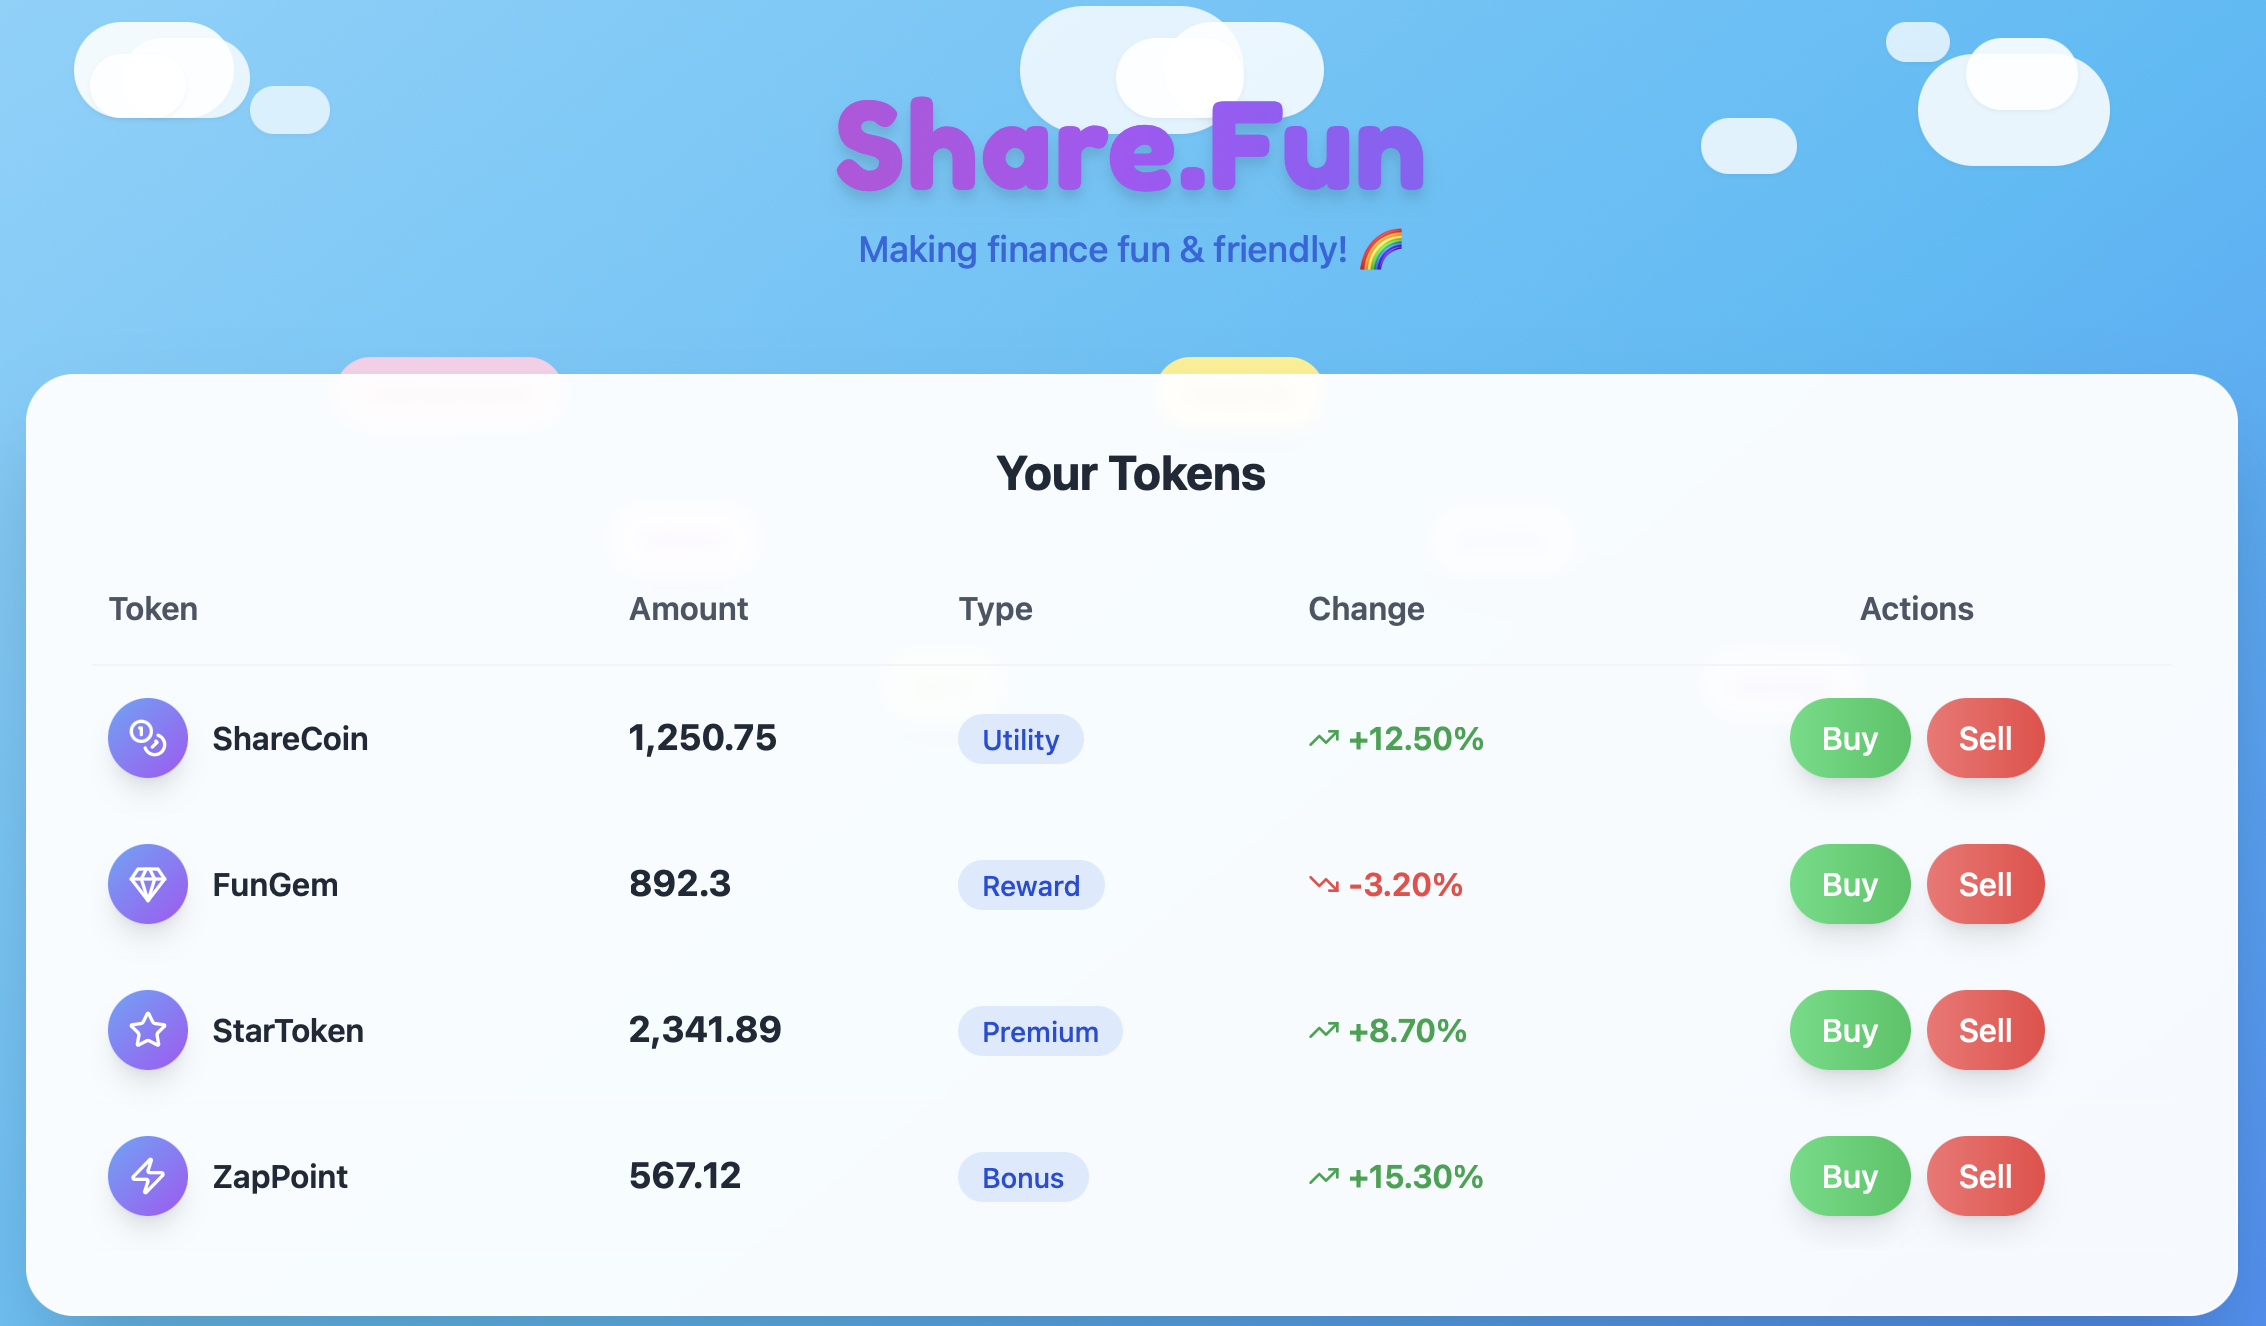 Share.Fun
Making finance fun & friendly! 🌈
Your Tokens
Token Amount Type Change Actions
ShareCoin 1,250.75 Utility +12.50% Buy Sell
FunGem 892.3 Reward -3.20% Buy Sell
StarToken 2,341.89 Premium +8.70% Buy Sell
ZapPoint 567.12 Bonus +15.30% Buy Sell